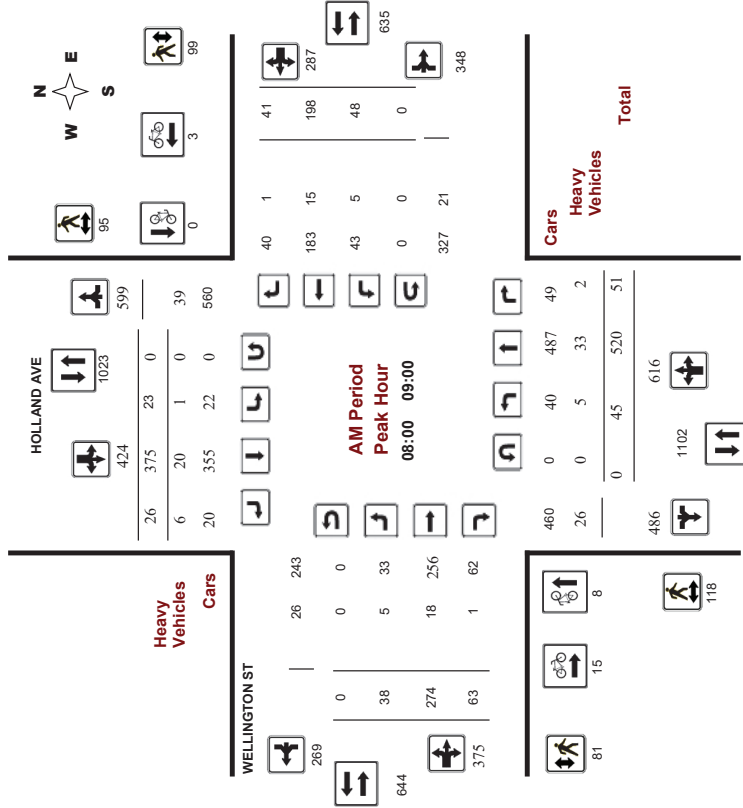 N
W E
S
95
99
0
3
HOLLAND AVE
424
1023
599
26 375 23 0
6 20 1 0 39
20 355 22 0 560
Heavy
Vehicles
Cars
WELLINGTON ST
269
644
375
26 243
0 0 0
38 5 33
274 18 256
63 1 62
AM Period
Peak Hour
08:00 09:00
40 1 41
183 15 198
43 5 48
0 0 0
327 21
287
635
348
Cars
Heavy
Vehicles
Total
460 0 40 487 49
26 0 5 33 2
0 45 520 51
486
1102
616
81
15
8
118